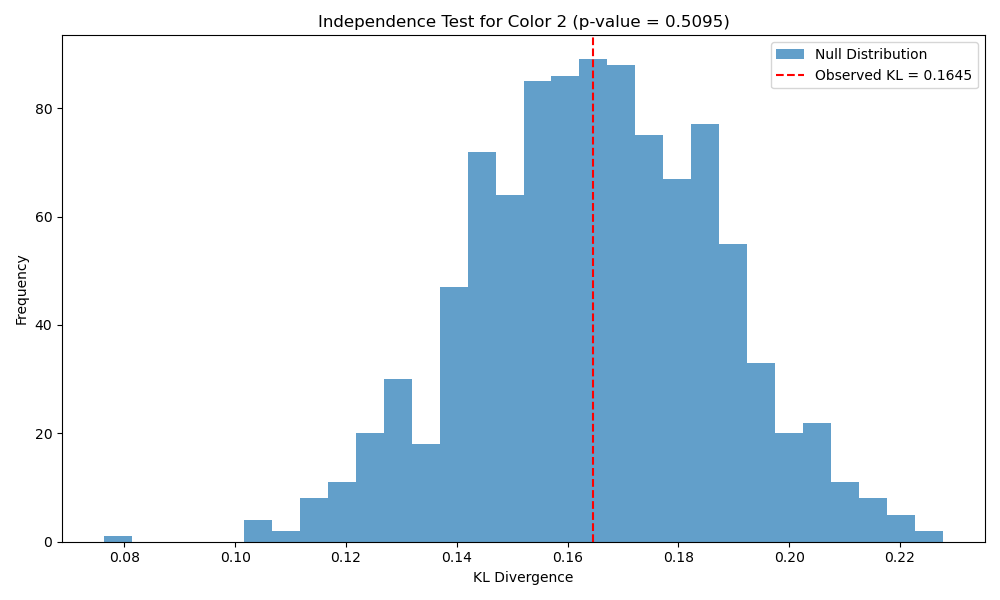 Independence Test for Color 2 (p-value = 0.5095)
Null Distribution
Observed KL = 0.1645
Frequency
80
60
40
20
0
0.08 0.10 0.12 0.14 0.16 0.18 0.20 0.22
KL Divergence